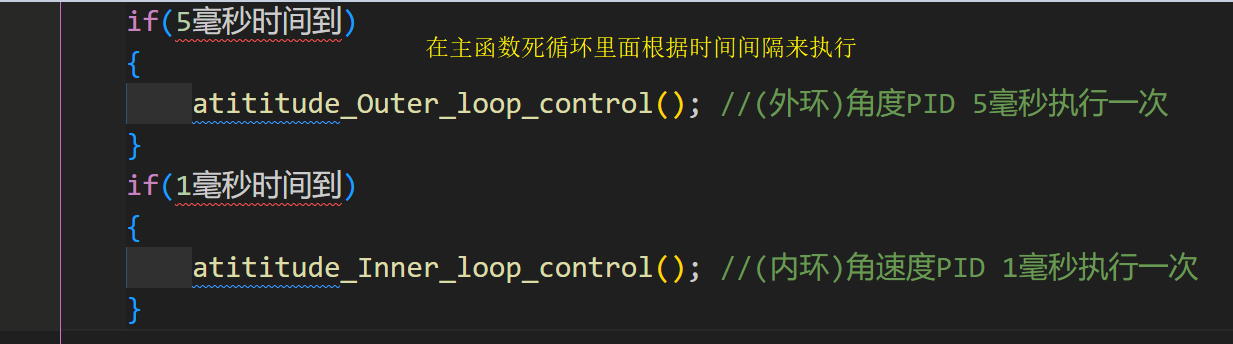 if(5毫秒时间到)
在主函数死循环里面根据时间间隔来执行
{
atititude_Outer_loop_control(); //(外环)角度PID 5毫秒执行一次
}
if(1毫秒时间到)
{
atititude_Inner_loop_control(); //(内环)角速度PID 1毫秒执行一次
}